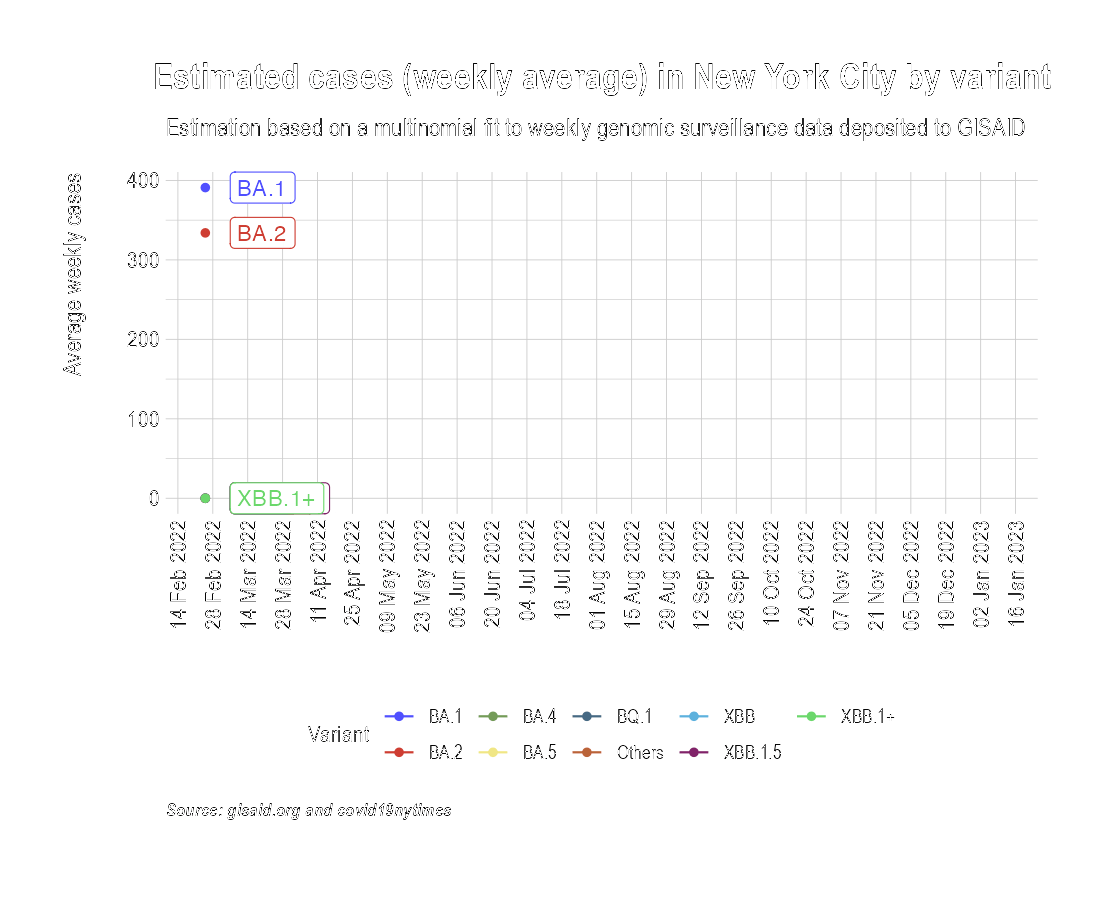 Estimated cases (weekly average) in New York City by variant
Estimation based on a multinomial fit to weekly genomic surveillance data deposited to GISAID
Average weekly cases
400
300
200
100
0
BA.1
BA.2
XBB.1+
14 Feb 2022
28 Feb 2022
14 Mar 2022
28 Mar 2022
11 Apr 2022
25 Apr 2022
09 May 2022
23 May 2022
06 Jun 2022
20 Jun 2022
04 Jul 2022
18 Jul 2022
01 Aug 2022
15 Aug 2022
29 Aug 2022
12 Sep 2022
26 Sep 2022
10 Oct 2022
24 Oct 2022
07 Nov 2022
21 Nov 2022
05 Dec 2022
19 Dec 2022
02 Jan 2023
16 Jan 2023
Variant
BA.1
BA.4
BQ.1
XBB
XBB.1+
BA.2
BA.5
Others
XBB.1.5
Source: gisaid.org and covid19nytimes